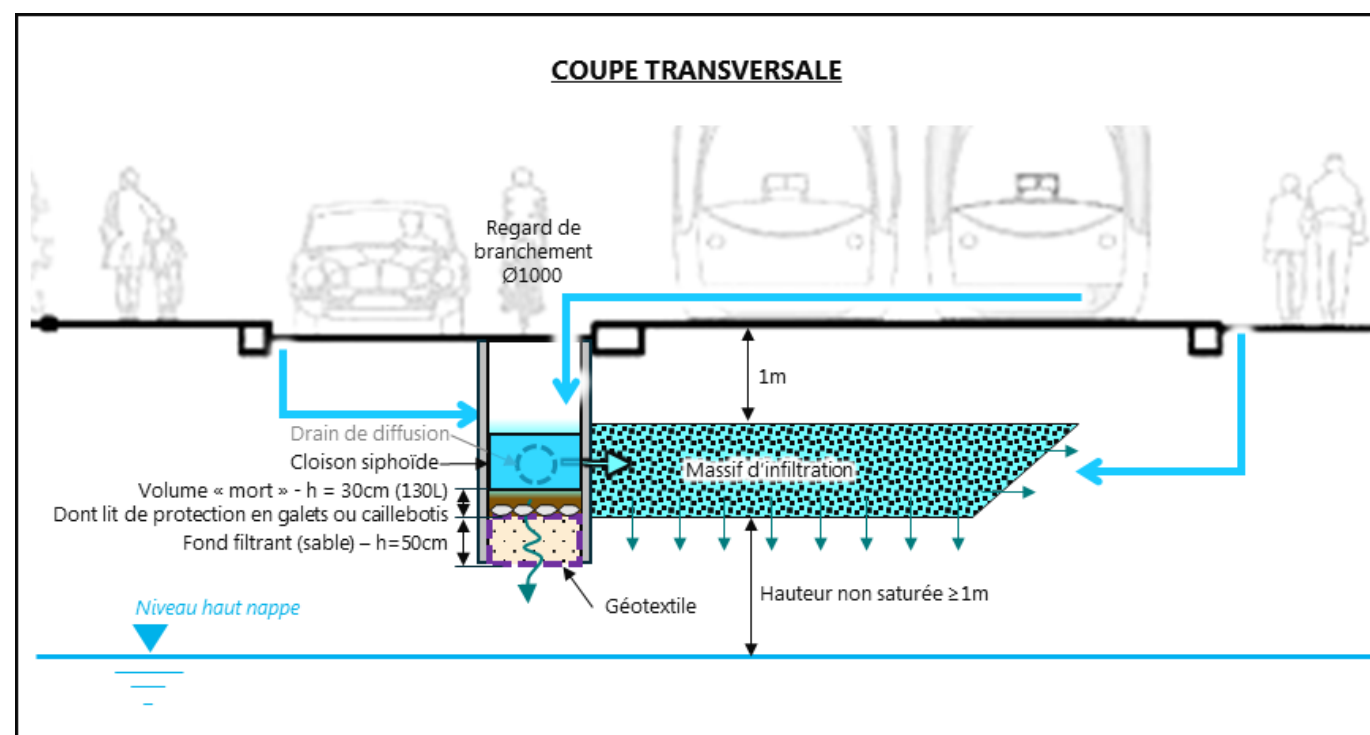 COUPE TRANSVERSALE
Regard de
branchement
Ø1000
1m
Drain de diffusion
Cloison siphoïde
Massif d'infiltration
Volume « mort » - h = 30cm (130L)
Dont lit de protection en galets ou caillebotis
Fond filtrant (sable) – h=50cm
Hauteur non saturée ≥1m
Géotextile
Niveau haut nappe